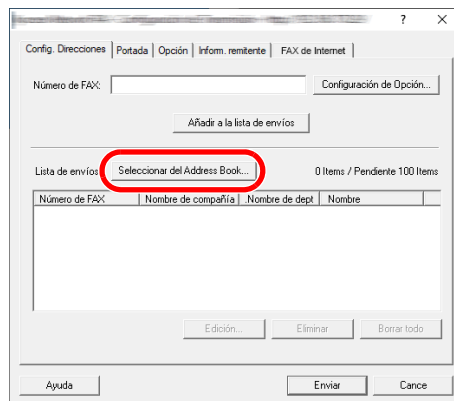 ?
Config. Direcciones Portada Opción Inform. remitente FAX de Internet
Número de FAX: Configuración de Opción...
Añadir a la lista de envíos
Lista de envíos Seleccionar del Address Book... 0 Items / Pendiente 100 Items
Número de FAX Nombre de compañía .Nombre de dept Nombre
Edición... Eliminar Borrar todo
Ayuda Enviar Cance